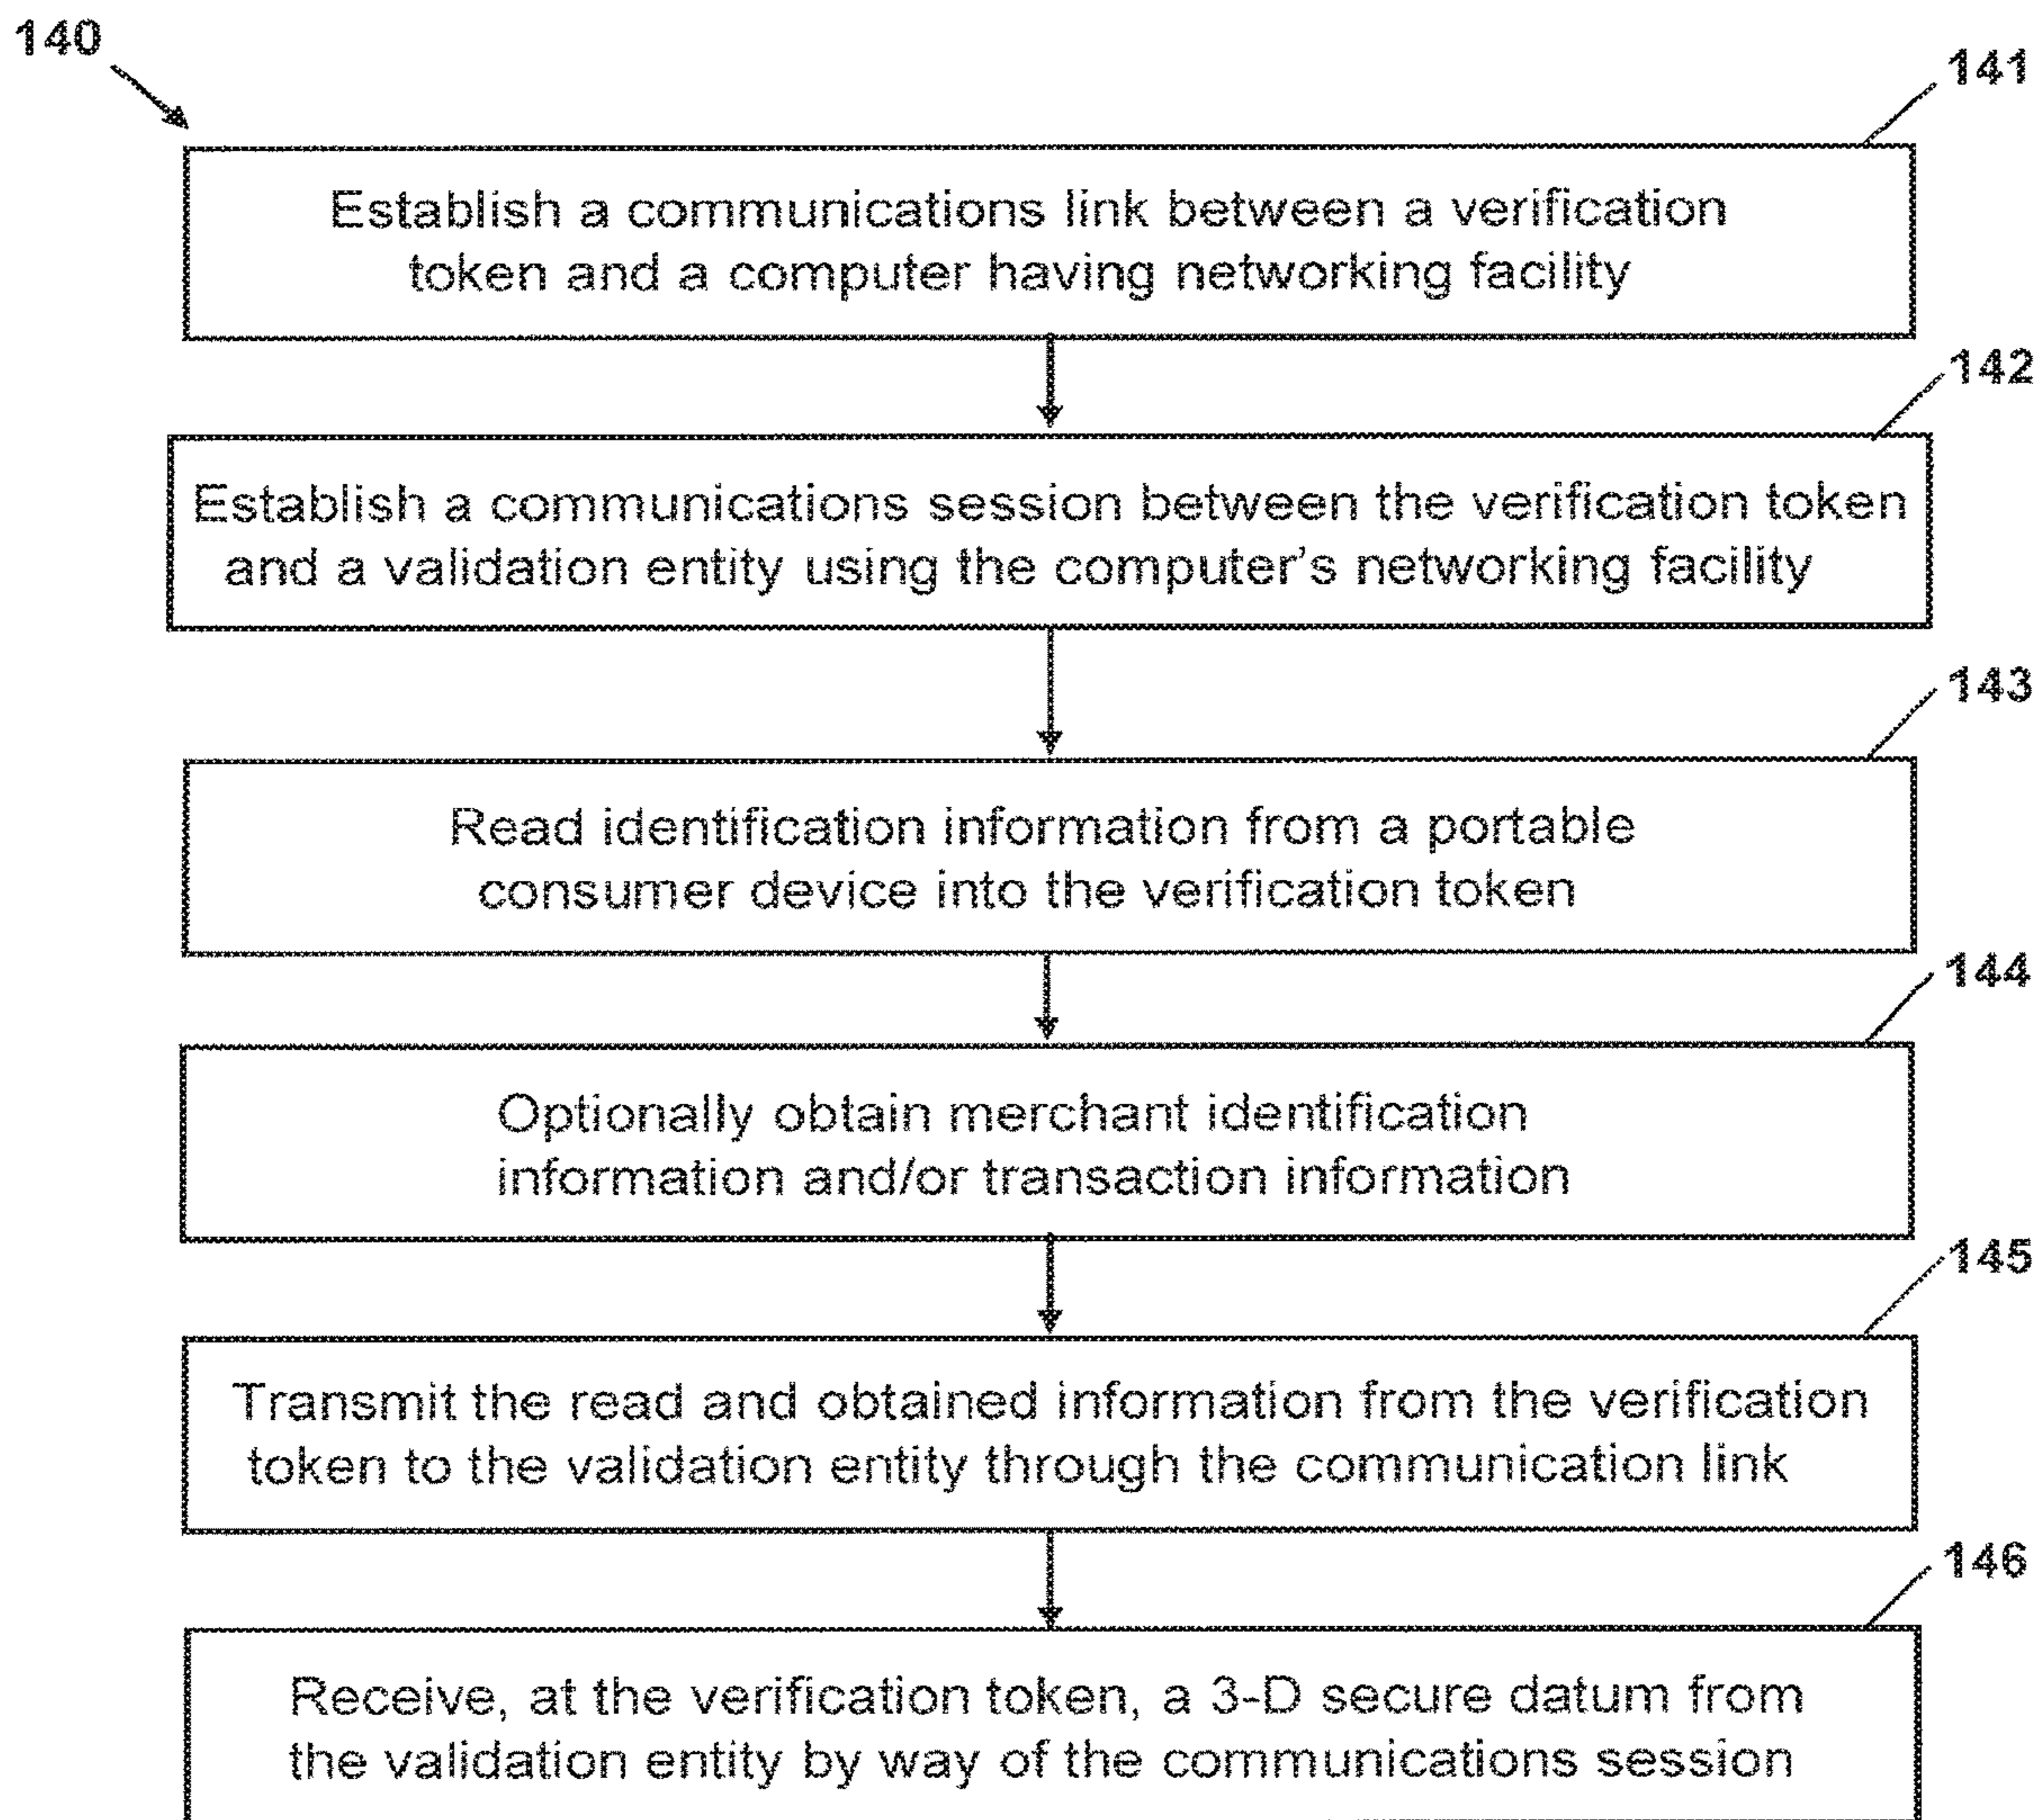 140
141
Establish a communications link between a verification
token and a computer having networking facility
142
Establish a communications session between the verification token
and a validation entity using the computer's networking facility
143
Read identification information from a portable
consumer device into the verification token
144
Optionally obtain merchant identification
information and/or transaction information
145
Transmit the read and obtained information from the verification
token to the validation entity through the communication link
146
Receive, at the verification token, a 3-D secure datum from
the validation entity by way of the communications session